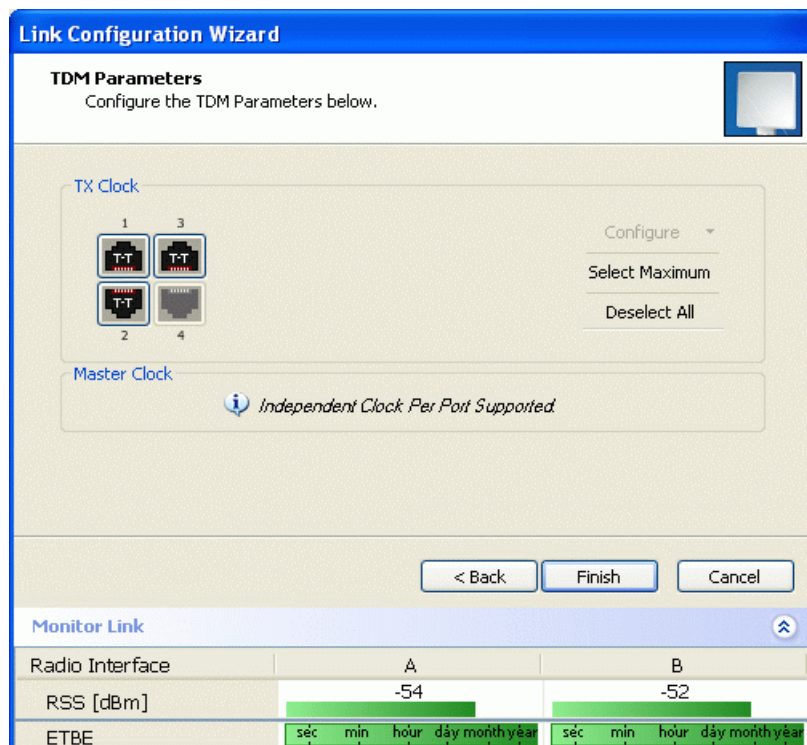 Link Configuration Wizard
TDM Parameters
Configure the TDM Parameters below.
TX Clock
1 3
T-T T-T
T-T
2 4
Configure
Select Maximum
Deselect All
Master Clock
Independent Clock Per Port Supported.
< Back Finish Cancel
Monitor Link
Radio Interface A B
RSS [dBm] -54 -52
ETBE sec min hour day month year sec min hour day month year